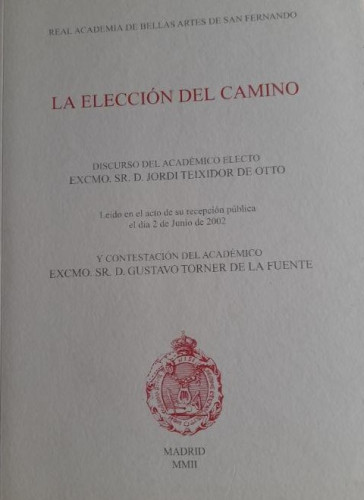 REAL ACADEMIA DE BELLAS ARTES DE SAN FERNANDO
LA ELECCIÓN DEL CAMINO
DISCURSO DEL ACADÉMICO ELECTO
EXCMO. SR. D. JORDI TEIXIDOR DE OTTO
Leído en el acto de su recepción pública
el día 2 de Junio de 2002
Y CONTESTACIÓN DEL ACADÉMICO
EXCMO. SR. D. GUSTAVO TORNER DE LA FUENTE
MADRID
MMII